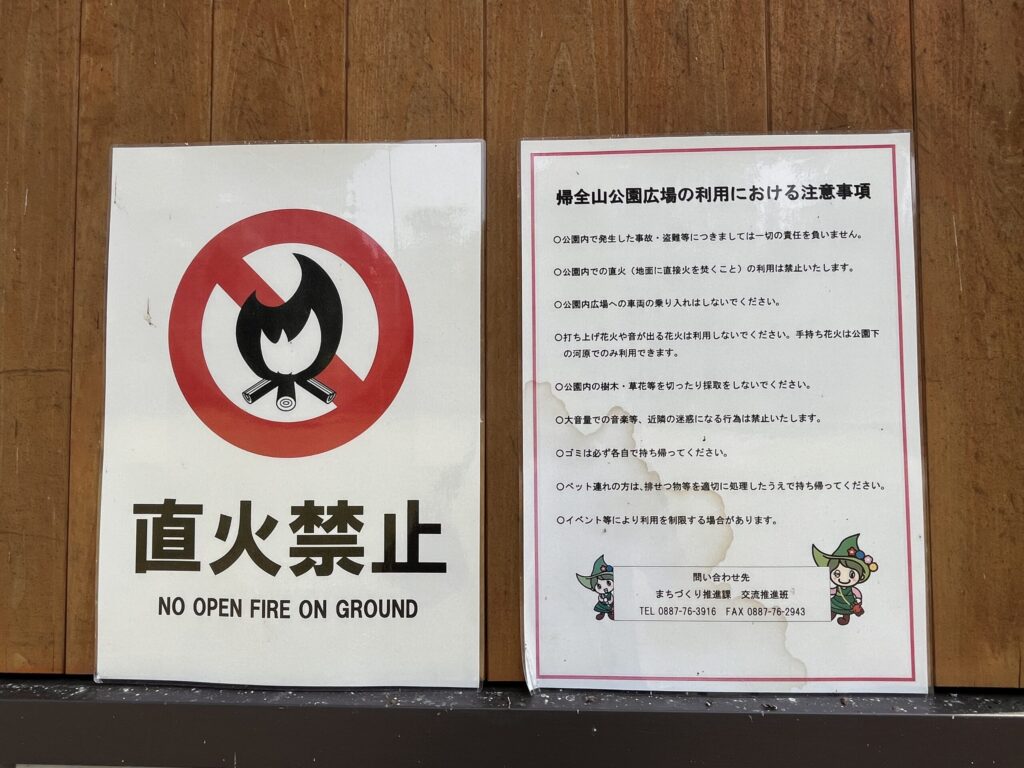 直火禁止
NO OPEN FIRE ON GROUND
帰全山公園広場の利用における注意事項
○公園内で発生した事故・盗難等につきましては一切の責任を負いません。
○公園内での直火（地面に直接火を焚くこと）の利用は禁止いたします。
○公園内広場への車両の乗り入れはしないでください。
○打ち上げ花火や音が出る花火は利用しないでください。手持ち花火は公園下
の河原でのみ利用できます。
○公園内の樹木・草花等を切ったり採取をしないでください。
○大音量での音楽等、近隣の迷惑になる行為は禁止いたします。
○ゴミは必ず各自で持ち帰ってください。
○ペット連れの方は、排せつ物等を適切に処理したうえで持ち帰ってください。
○イベント等により利用を制限する場合があります。
問い合わせ先
まちづくり推進課　交流推進班
TEL 0887-76-3916　FAX 0887-76-2943